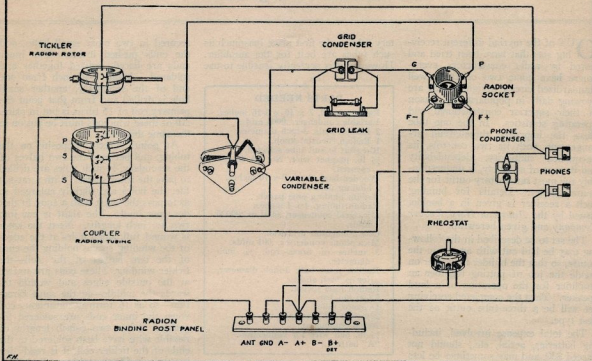 TICKLER
RADION ROTOR
GRID
CONDENSER
GRID LEAK
G
P
RADION
SOCKET
F-
F+
PHONE
CONDENSER
PHONES
P
S
S
VARIABLE
CONDENSER
COUPLER
RADION TUBING
RHEOSTAT
RADION
BINDING POST PANEL
ANT GND A- A+ B- B+
DET
F.H.